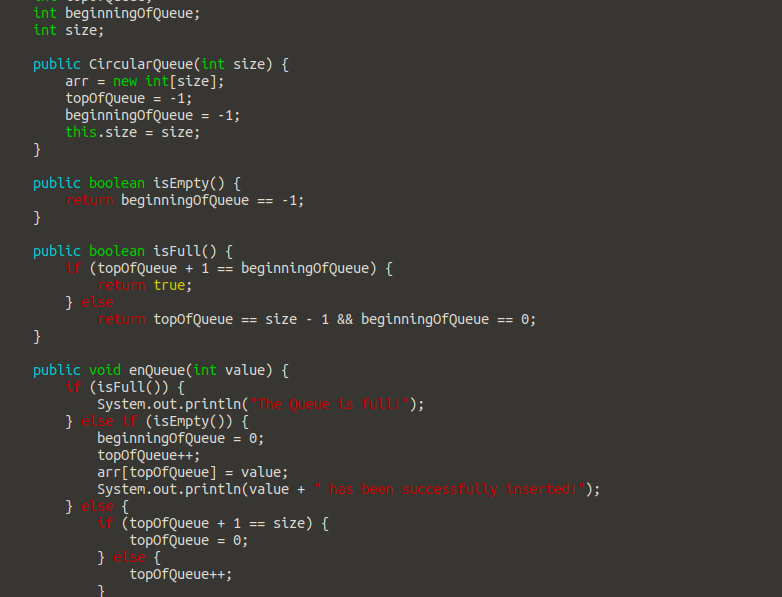 int beginningOfQueue;
int size;
public CircularQueue(int size) {
arr = new int[size];
topOfQueue = -1;
beginningOfQueue = -1;
this.size = size;
}
public boolean isEmpty() {
return beginningOfQueue == -1;
}
public boolean isFull() {
if (topOfQueue + 1 == beginningOfQueue) {
return true;
} else
return topOfQueue == size - 1 && beginningOfQueue == 0;
}
public void enQueue(int value) {
if (isFull()) {
System.out.println("The Queue is full!");
} else if (isEmpty()) {
beginningOfQueue = 0;
topOfQueue++;
arr[topOfQueue] = value;
System.out.println(value + " has been successfully inserted!");
} else {
if (topOfQueue + 1 == size) {
topOfQueue = 0;
} else {
topOfQueue++;
}